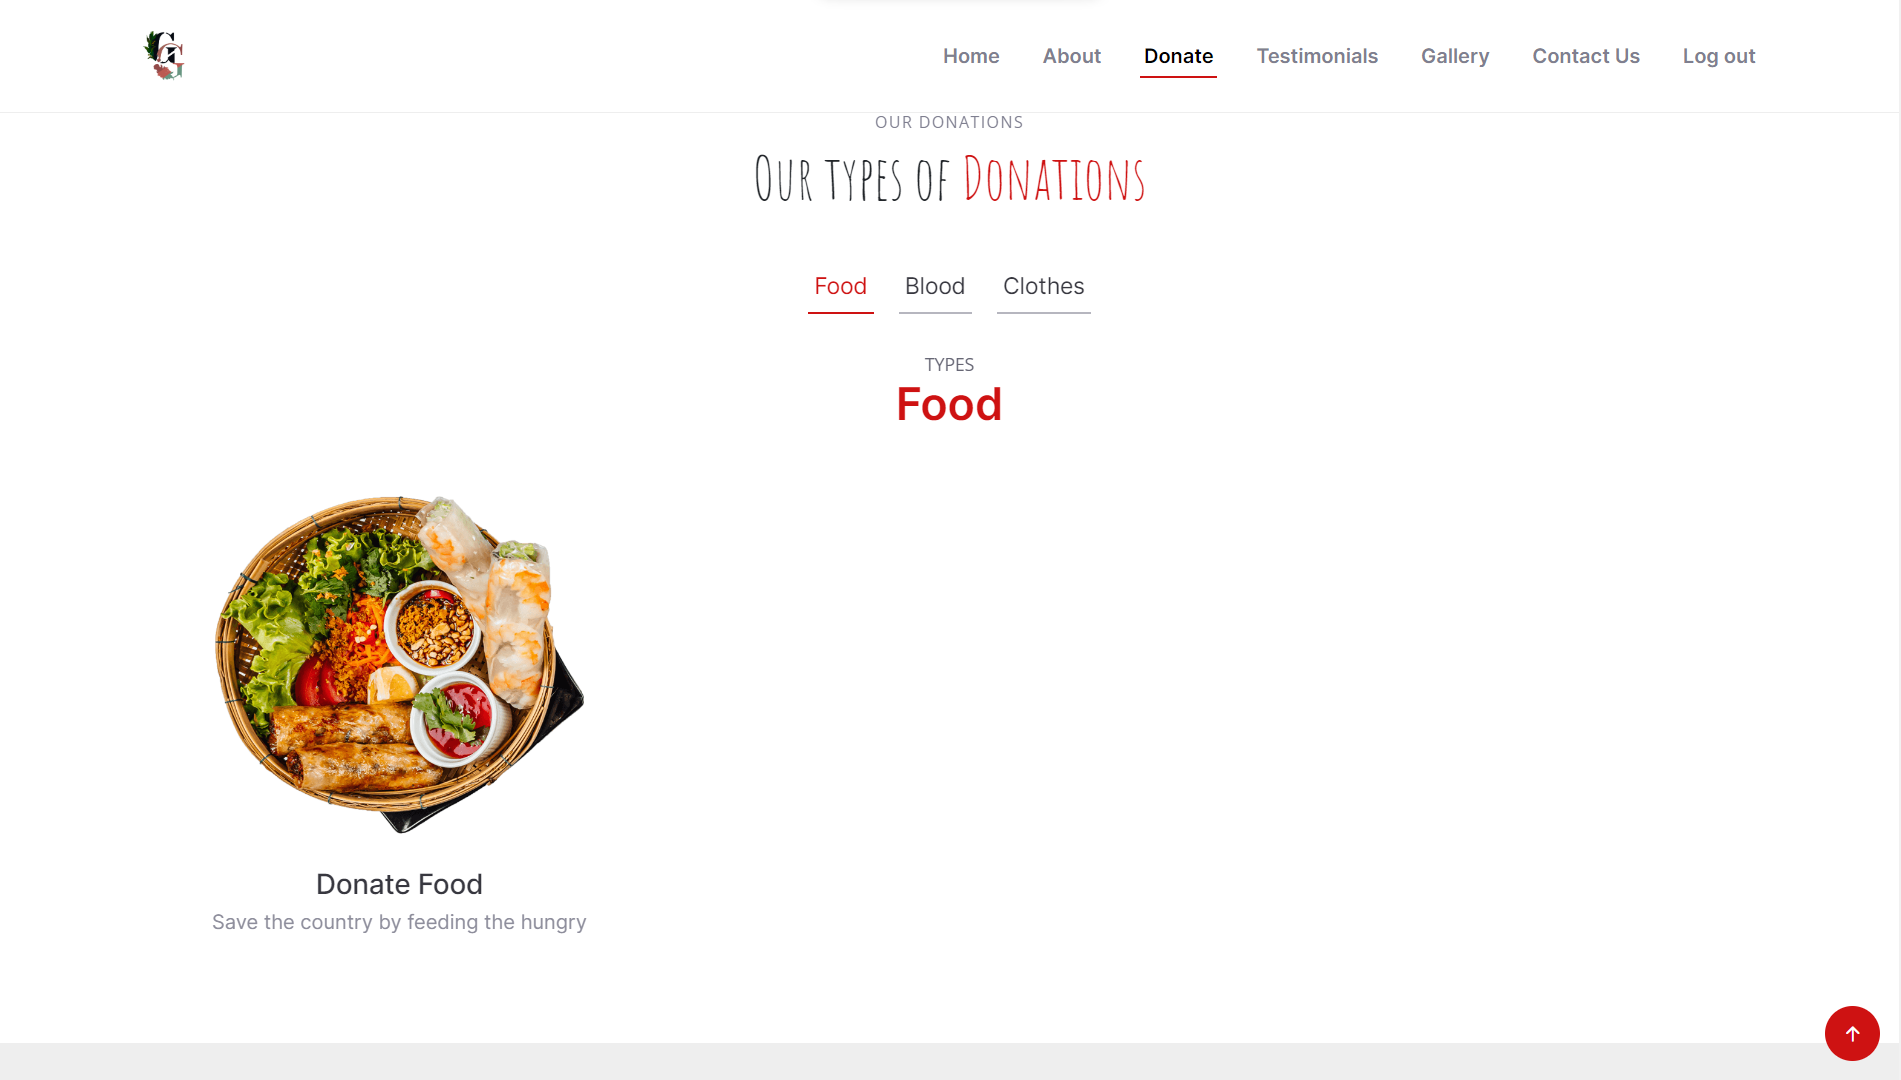 Home About Donate Testimonials Gallery Contact Us Log out
OUR DONATIONS
Our types of Donations
Food Blood Clothes
TYPES
Food
Donate Food
Save the country by feeding the hungry